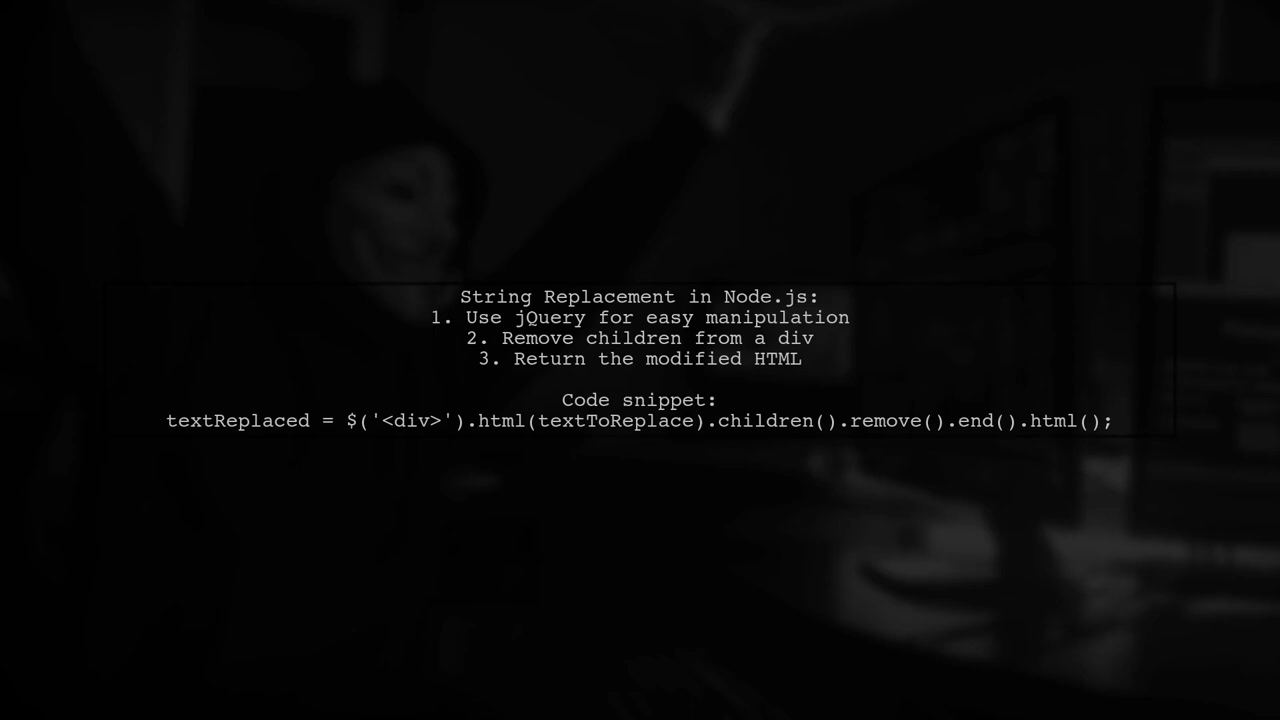 String Replacement in Node.js:
1. Use jQuery for easy manipulation
2. Remove children from a div
3. Return the modified HTML
Code snippet:
textReplaced = $('<div>').html(textToReplace).children().remove().end().html();